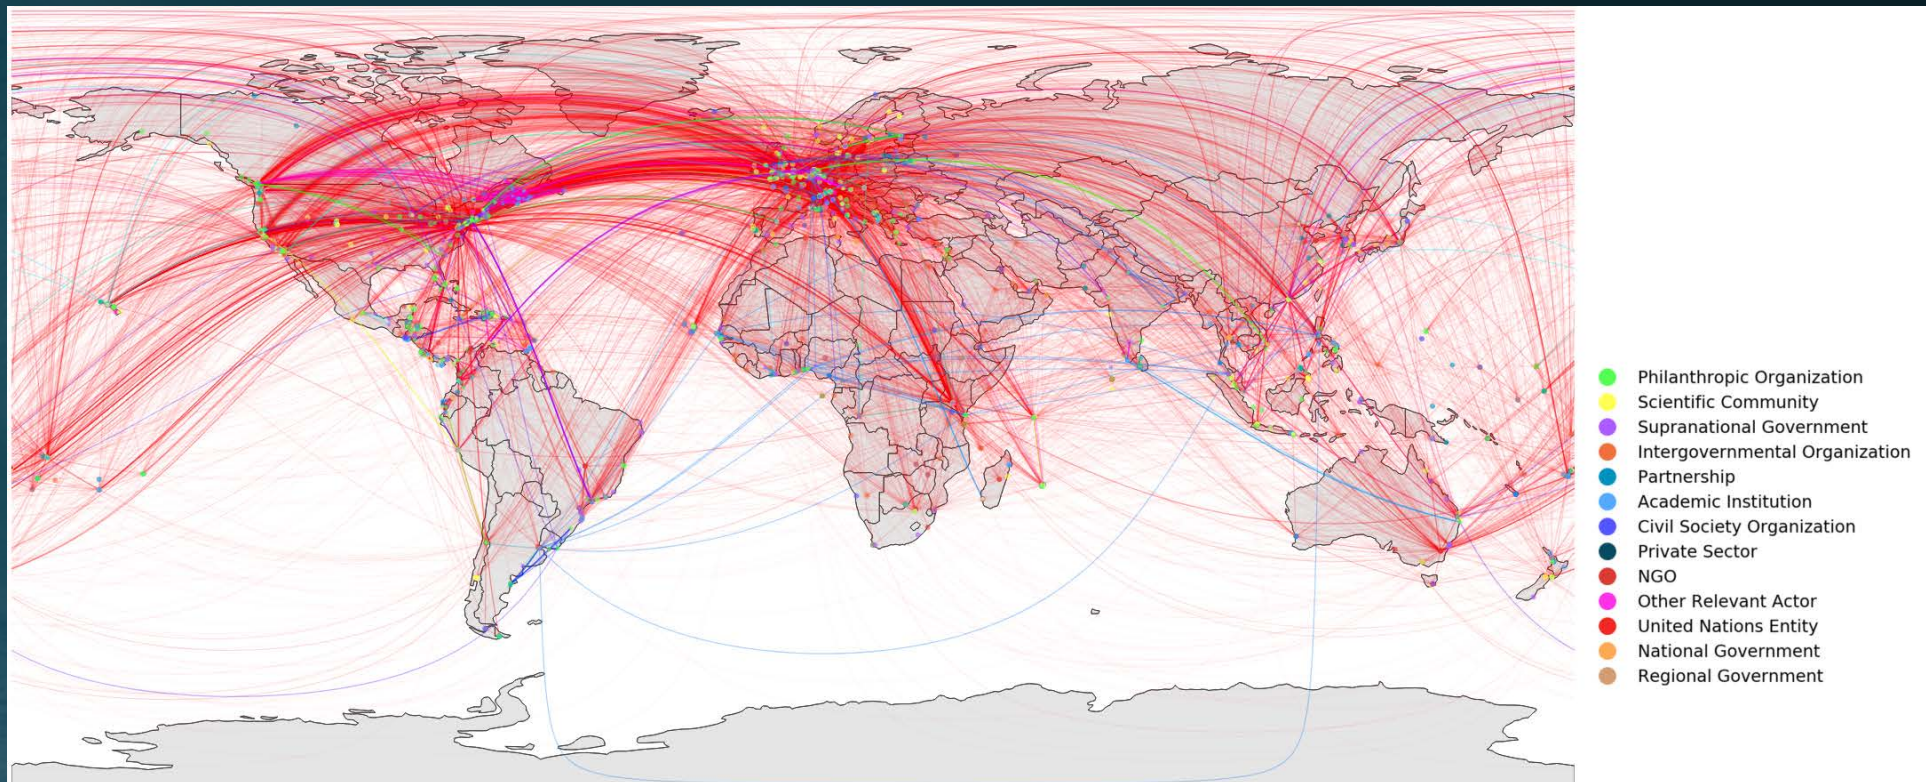 Philanthropic Organization
Scientific Community
Supranational Government
Intergovernmental Organization
Partnership
Academic Institution
Civil Society Organization
Private Sector
NGO
Other Relevant Actor
United Nations Entity
National Government
Regional Government